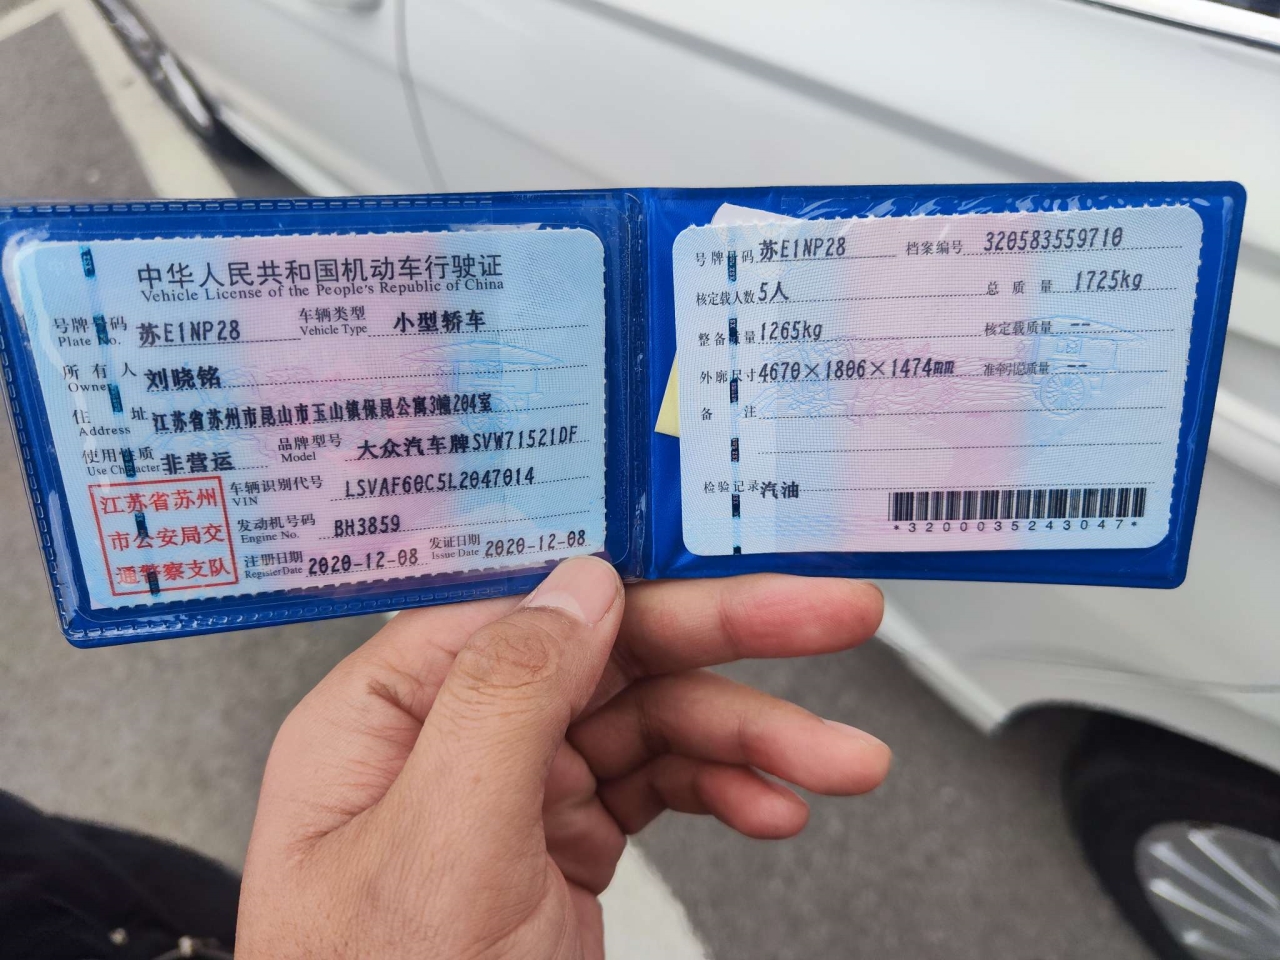 中华人民共和国机动车行驶证
Vehicle License of the People's Republic of China
号牌号码 苏E1NP28 车辆类型 小型轿车
Plate No. Vehicle Type
所有人 刘晓铭
Owner
住址 江苏省苏州市昆山市玉山镇保昆公寓3幢204室
Address
使用性质 非营运 品牌型号 大众汽车牌SVW71521DF
Use Character Model
车辆识别代号 LSVAF60C5L2047014
VIN
发动机号码 BH3859
Engine No.
注册日期 2020-12-08 发证日期 2020-12-08
Register Date Issue Date
江苏省苏州
市公安局交
通警察支队
号牌号码 苏E1NP28 档案编号 320583559710
核定载人数 5人 总质量 1725kg
整备质量 1265kg 核定载质量 --
外廓尺寸 4670×1806×1474mm 准牵引总质量 --
备注
检验记录 汽油
*3200035243047*